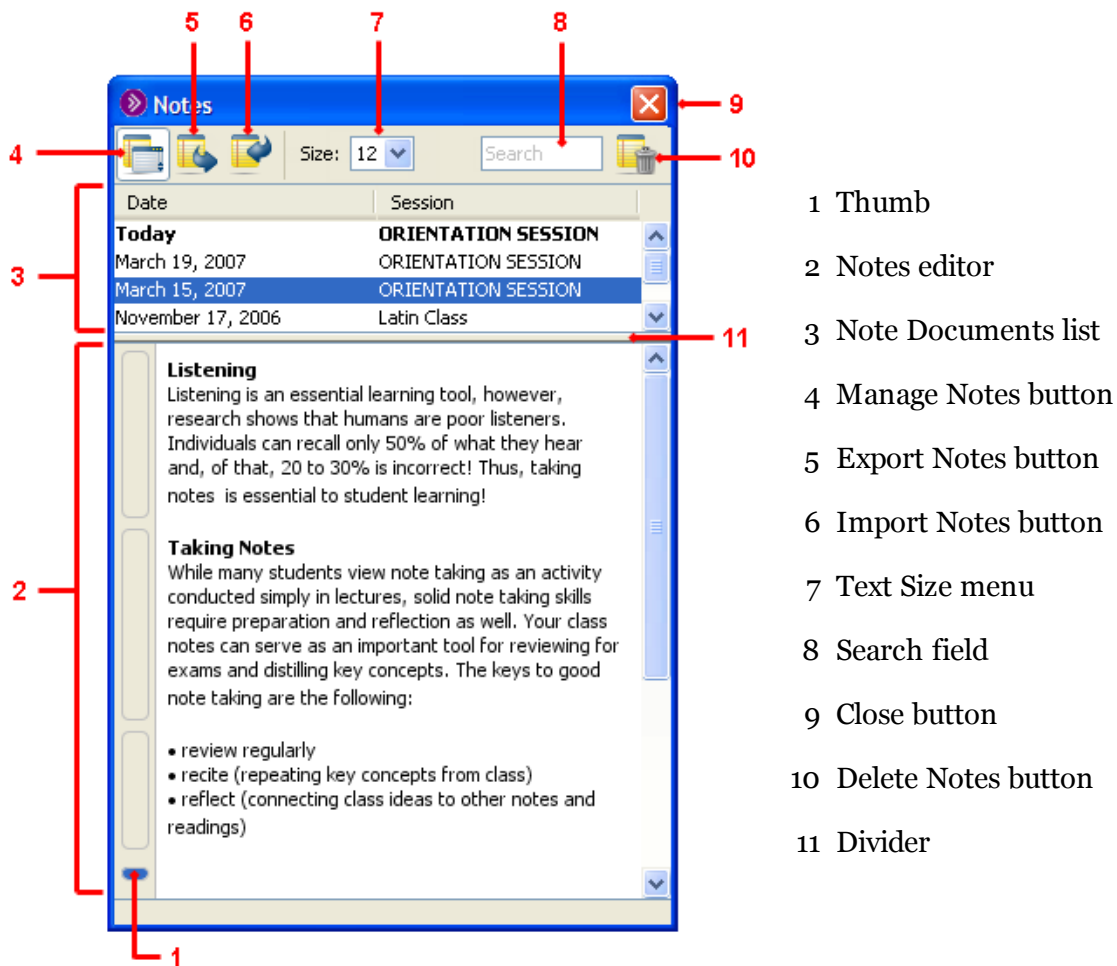 5 6 7 8
Notes
9
4
Size: 12
Search
10
Date Session
Today ORIENTATION SESSION
March 19, 2007 ORIENTATION SESSION
3
March 15, 2007 ORIENTATION SESSION
November 17, 2006 Latin Class
11
Listening
Listening is an essential learning tool, however,
research shows that humans are poor listeners.
Individuals can recall only 50% of what they hear
and, of that, 20 to 30% is incorrect! Thus, taking
notes is essential to student learning!
Taking Notes
2
While many students view note taking as an activity
conducted simply in lectures, solid note taking skills
require preparation and reflection as well. Your class
notes can serve as an important tool for reviewing for
exams and distilling key concepts. The keys to good
note taking are the following:
• review regularly
• recite (repeating key concepts from class)
• reflect (connecting class ideas to other notes and
readings)
1
1 Thumb
2 Notes editor
3 Note Documents list
4 Manage Notes button
5 Export Notes button
6 Import Notes button
7 Text Size menu
8 Search field
9 Close button
10 Delete Notes button
11 Divider